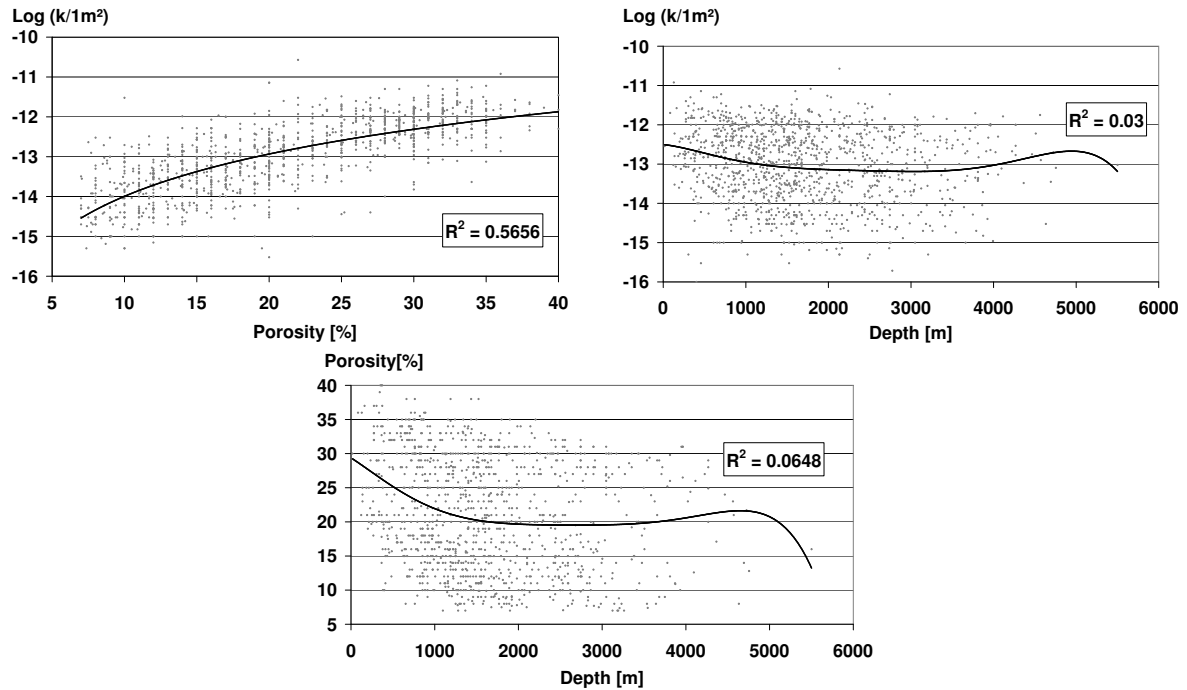 Log (k/1m²)
-10
-11
-12
-13
-14
-15
-16
R² = 0.5656
5 10 15 20 25 30 35 40
Porosity [%]
Log (k/1m²)
-10
-11
-12
-13
-14
-15
-16
R² = 0.03
0 1000 2000 3000 4000 5000 6000
Depth [m]
Porosity[%]
40
35
30
25
20
15
10
5
R² = 0.0648
0 1000 2000 3000 4000 5000 6000
Depth [m]